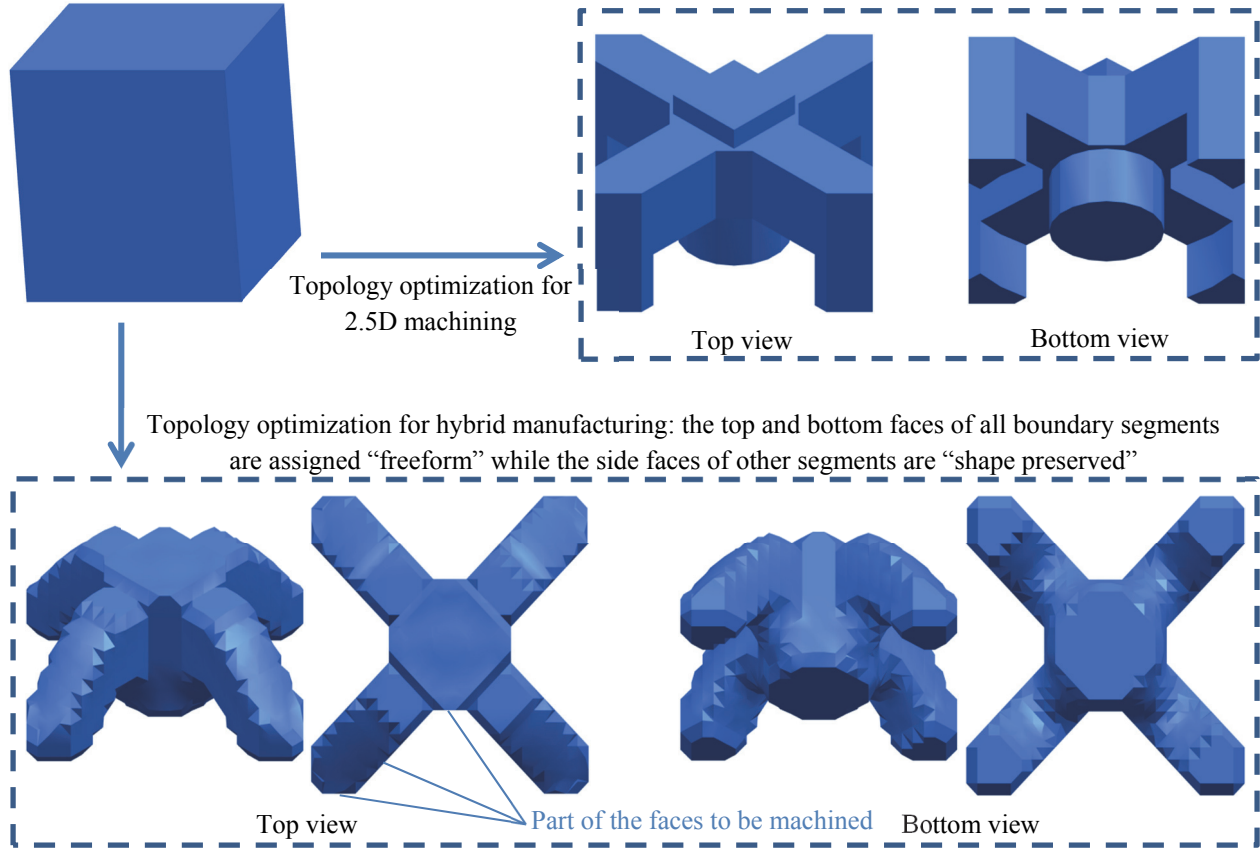 Topology optimization for
2.5D machining
Top view
Bottom view
Topology optimization for hybrid manufacturing: the top and bottom faces of all boundary segments
are assigned “freeform” while the side faces of other segments are “shape preserved”
Top view
Part of the faces to be machined
Bottom view